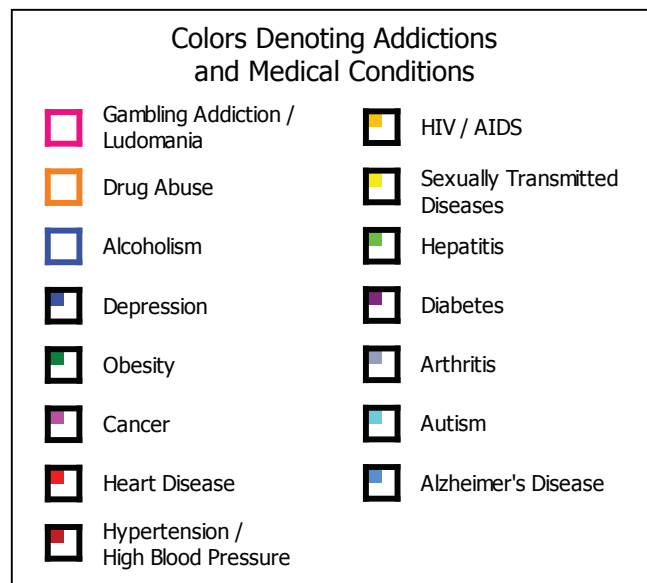 Colors Denoting Addictions
and Medical Conditions
Gambling Addiction /
Ludomania
Drug Abuse
Alcoholism
Depression
Obesity
Cancer
Heart Disease
Hypertension /
High Blood Pressure
HIV / AIDS
Sexually Transmitted
Diseases
Hepatitis
Diabetes
Arthritis
Autism
Alzheimer's Disease